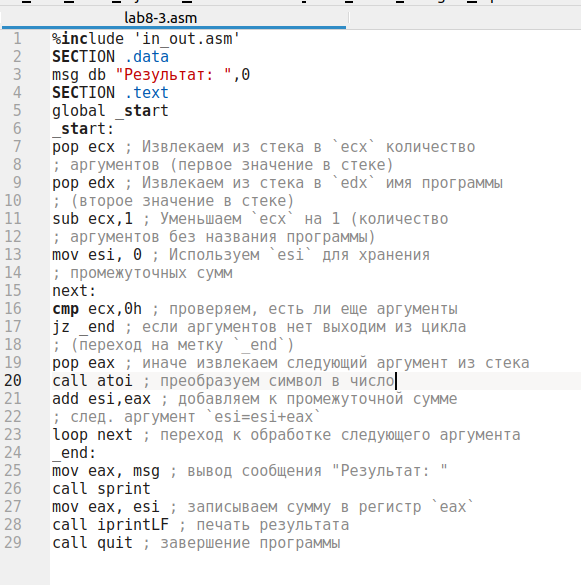 lab8-3.asm
1 %include 'in_out.asm'
2 SECTION .data
3 msg db "Результат: ",0
4 SECTION .text
5 global _start
6 _start:
7 pop ecx ; Извлекаем из стека в `ecx` количество
8 ; аргументов (первое значение в стеке)
9 pop edx ; Извлекаем из стека в `edx` имя программы
10 ; (второе значение в стеке)
11 sub ecx,1 ; Уменьшаем `ecx` на 1 (количество
12 ; аргументов без названия программы)
13 mov esi, 0 ; Используем `esi` для хранения
14 ; промежуточных сумм
15 next:
16 cmp ecx,0h ; проверяем, есть ли еще аргументы
17 jz _end ; если аргументов нет выходим из цикла
18 ; (переход на метку `_end`)
19 pop eax ; иначе извлекаем следующий аргумент из стека
20 call atoi ; преобразуем символ в число
21 add esi,eax ; добавляем к промежуточной сумме
22 ; след. аргумент `esi=esi+eax`
23 loop next ; переход к обработке следующего аргумента
24 _end:
25 mov eax, msg ; вывод сообщения "Результат: "
26 call sprint
27 mov eax, esi ; записываем сумму в регистр `eax`
28 call iprintLF ; печать результата
29 call quit ; завершение программы